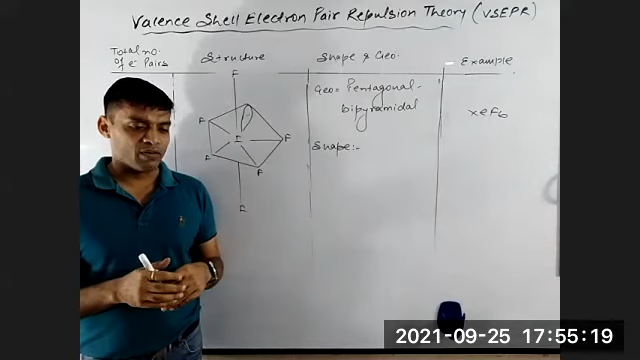 Valence Shell Electron Pair Repulsion Theory (VSEPR)
Total no. of e⁻ Pairs
Structure
Shape & Geo.
Example
F
F
F
F
F
F
Geo = Pentagonal-
bipyramidal
Shape:-
XeF6
2021-09-25 17:55:19